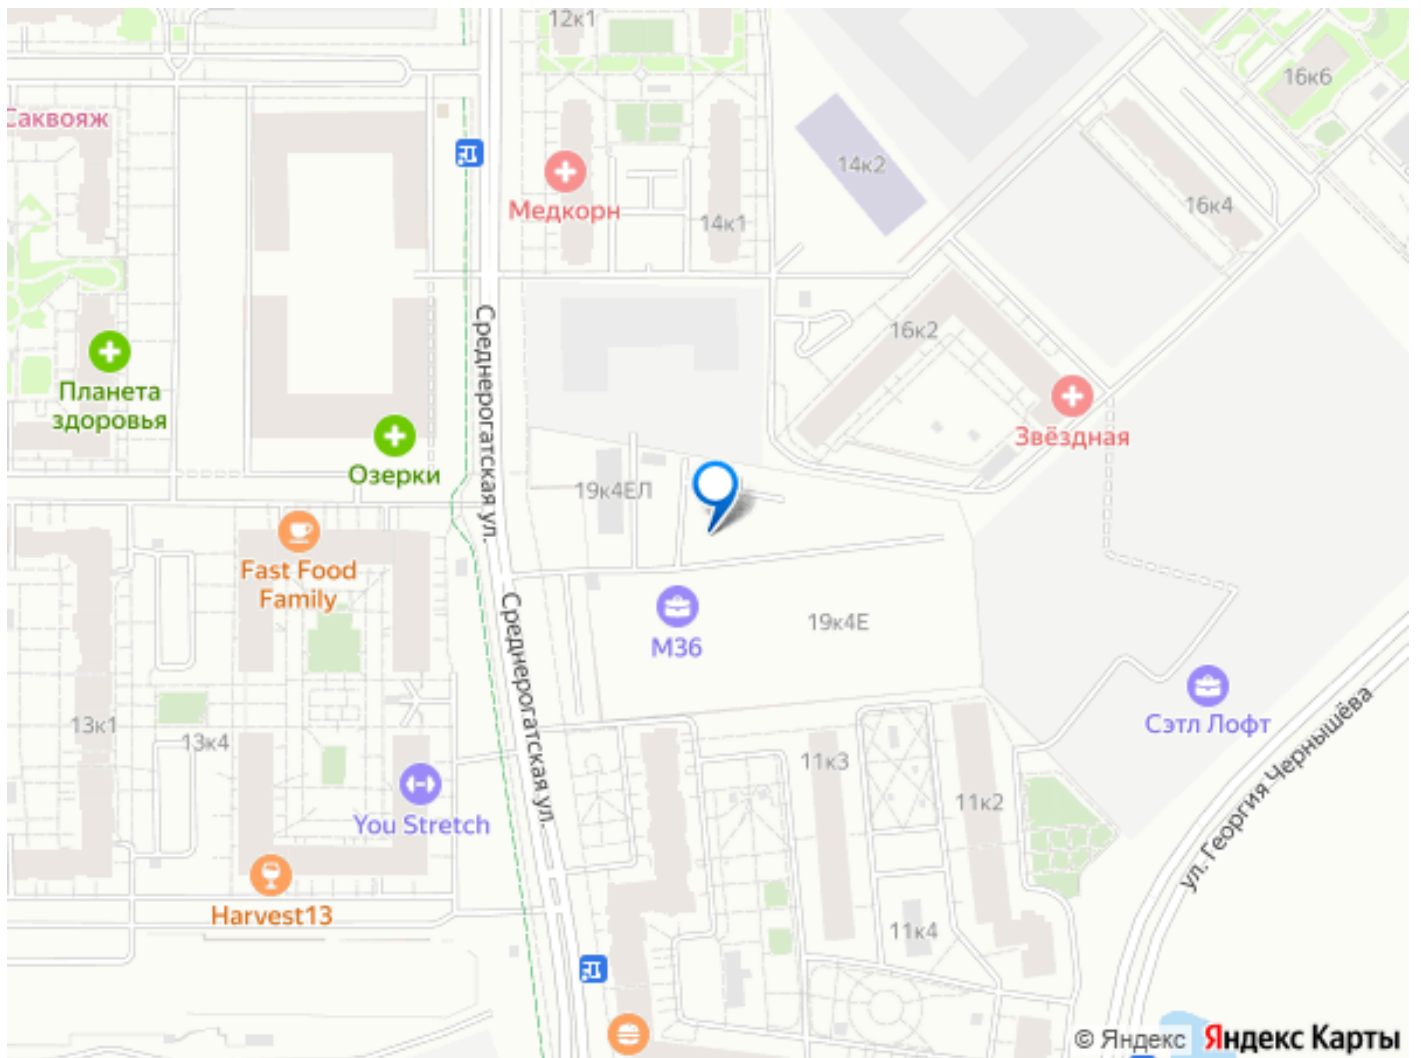 12к1
16к6
Саквояж
14к2
Медкорн
14к1
16к4
16к2
Среднерогатская ул.
Планета
здоровья
Озерки
Звёздная
19к4ЕЛ
Fast Food
Family
Среднерогатская ул.
М36
19к4Е
Сэтл Лофт
13к1
13к4
11к3
11к2
You Stretch
ул. Георгия Чернышёва
Harvest13
11к4
© Яндекс Яндекс Карты